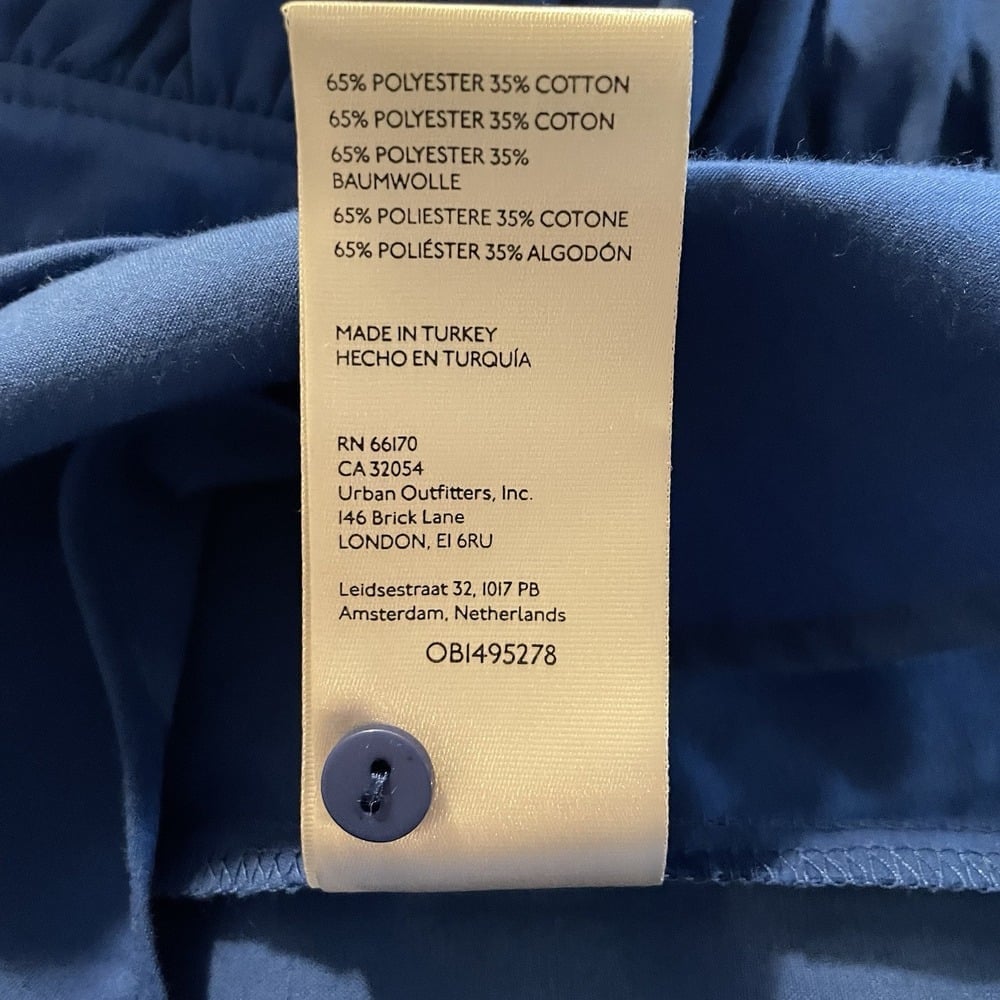 65% POLYESTER 35% COTTON
65% POLYESTER 35% COTON
65% POLYESTER 35%
BAUMWOLLE
65% POLIESTERE 35% COTONE
65% POLIÉSTER 35% ALGODÓN
MADE IN TURKEY
HECHO EN TURQUÍA
RN 66170
CA 32054
Urban Outfitters, Inc.
146 Brick Lane
LONDON, E1 6RU
Leidsestraat 32, 1017 PB
Amsterdam, Netherlands
OB1495278